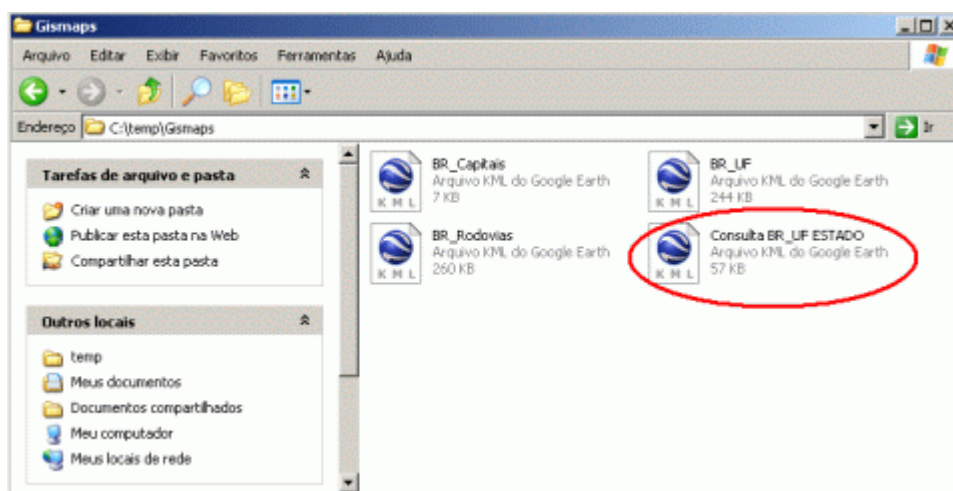 Gismaps
Arquivo Editar Exibir Favoritos Ferramentas Ajuda
Endereço C:\temp\Gismaps Ir
Tarefas de arquivo e pasta
Criar uma nova pasta
Publicar esta pasta na Web
Compartilhar esta pasta
Outros locais
temp
Meus documentos
Documentos compartilhados
Meu computador
Meus locais de rede
BR_Capitais
Arquivo KML do Google Earth
7 KB
KML
BR_UF
Arquivo KML do Google Earth
244 KB
KML
BR_Rodovias
Arquivo KML do Google Earth
260 KB
KML
Consulta BR_UF ESTADO
Arquivo KML do Google Earth
57 KB
KML